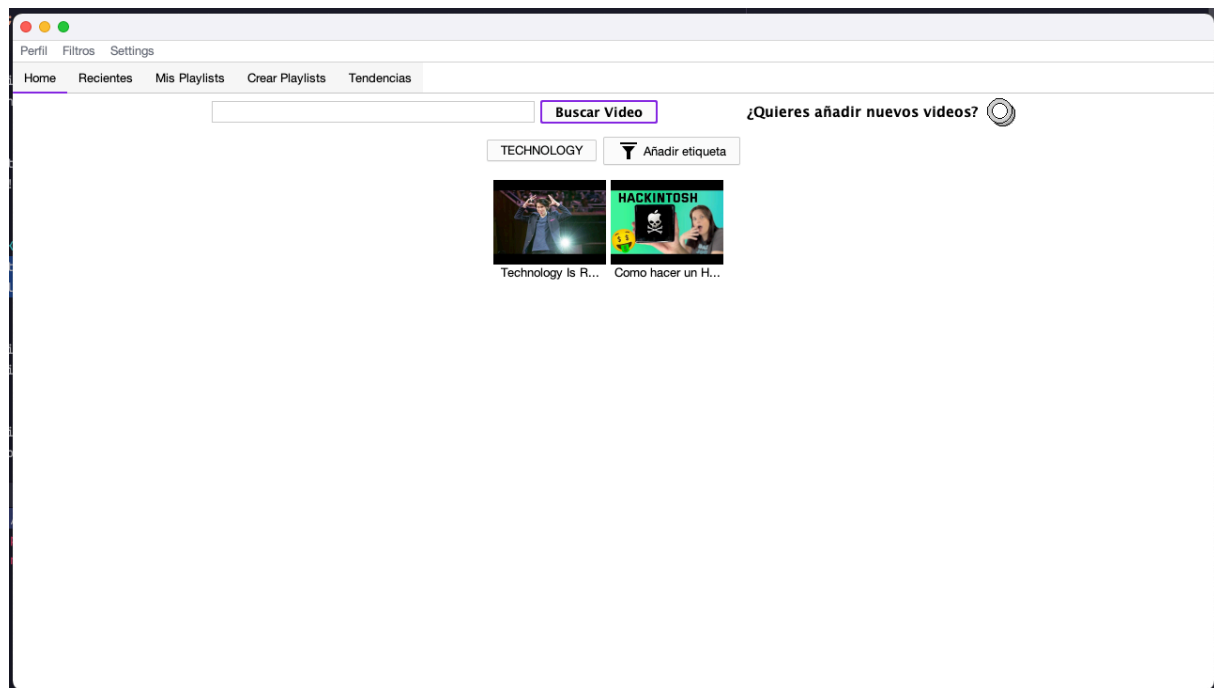 Perfil Filtros Settings
Home Recientes Mis Playlists Crear Playlists Tendencias
Buscar Video ¿Quieres añadir nuevos videos?
TECHNOLOGY Añadir etiqueta
HACKINTOSH
Technology Is R... Como hacer un H...